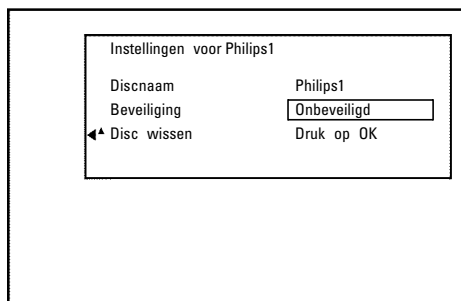 Instellingen voor Philips1
Discnaam Philips1
Beveiliging Onbeveiligd
Disc wissen Druk op OK